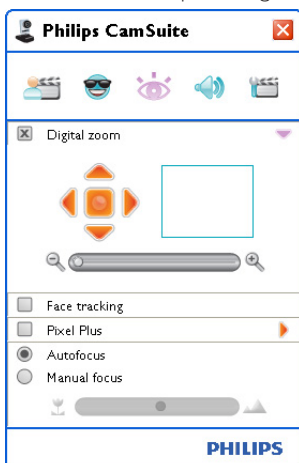 Philips CamSuite
Digital zoom
Face tracking
Pixel Plus
Autofocus
Manual focus
PHILIPS